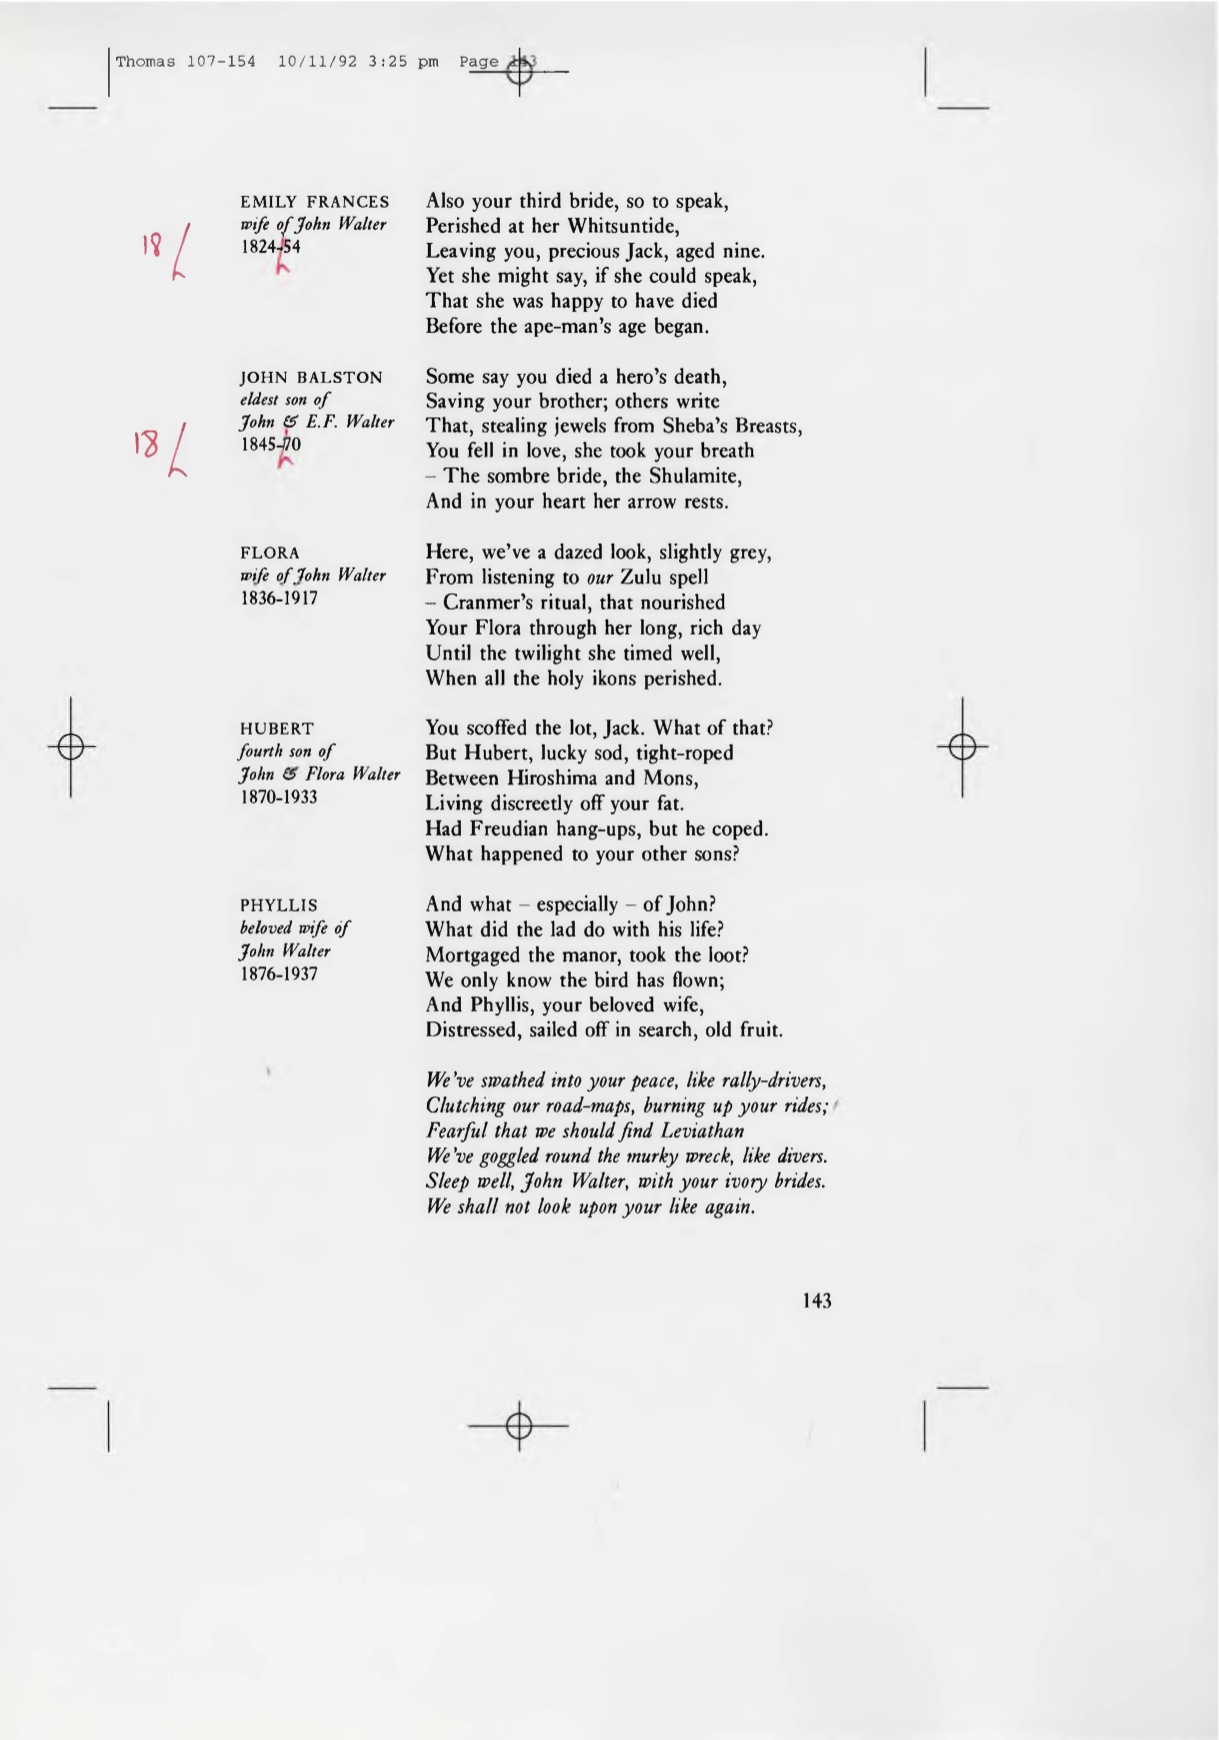 Thomas 107-154 10/11/92 3:25 pm Page 143
EMILY FRANCES
wife of John Walter
1824-54
18
Also your third bride, so to speak,
Perished at her Whitsuntide,
Leaving you, precious Jack, aged nine.
Yet she might say, if she could speak,
That she was happy to have died
Before the ape-man's age began.
JOHN BALSTON
eldest son of
John & E.F. Walter
1845-70
18
Some say you died a hero's death,
Saving your brother; others write
That, stealing jewels from Sheba's Breasts,
You fell in love, she took your breath
– The sombre bride, the Shulamite,
And in your heart her arrow rests.
FLORA
wife of John Walter
1836-1917
Here, we've a dazed look, slightly grey,
From listening to our Zulu spell
– Cranmer's ritual, that nourished
Your Flora through her long, rich day
Until the twilight she timed well,
When all the holy ikons perished.
HUBERT
fourth son of
John & Flora Walter
1870-1933
You scoffed the lot, Jack. What of that?
But Hubert, lucky sod, tight-roped
Between Hiroshima and Mons,
Living discreetly off your fat.
Had Freudian hang-ups, but he coped.
What happened to your other sons?
PHYLLIS
beloved wife of
John Walter
1876-1937
And what – especially – of John?
What did the lad do with his life?
Mortgaged the manor, took the loot?
We only know the bird has flown;
And Phyllis, your beloved wife,
Distressed, sailed off in search, old fruit.
We've swathed into your peace, like rally-drivers,
Clutching our road-maps, burning up your rides;
Fearful that we should find Leviathan
We've goggled round the murky wreck, like divers.
Sleep well, John Walter, with your ivory brides.
We shall not look upon your like again.
143